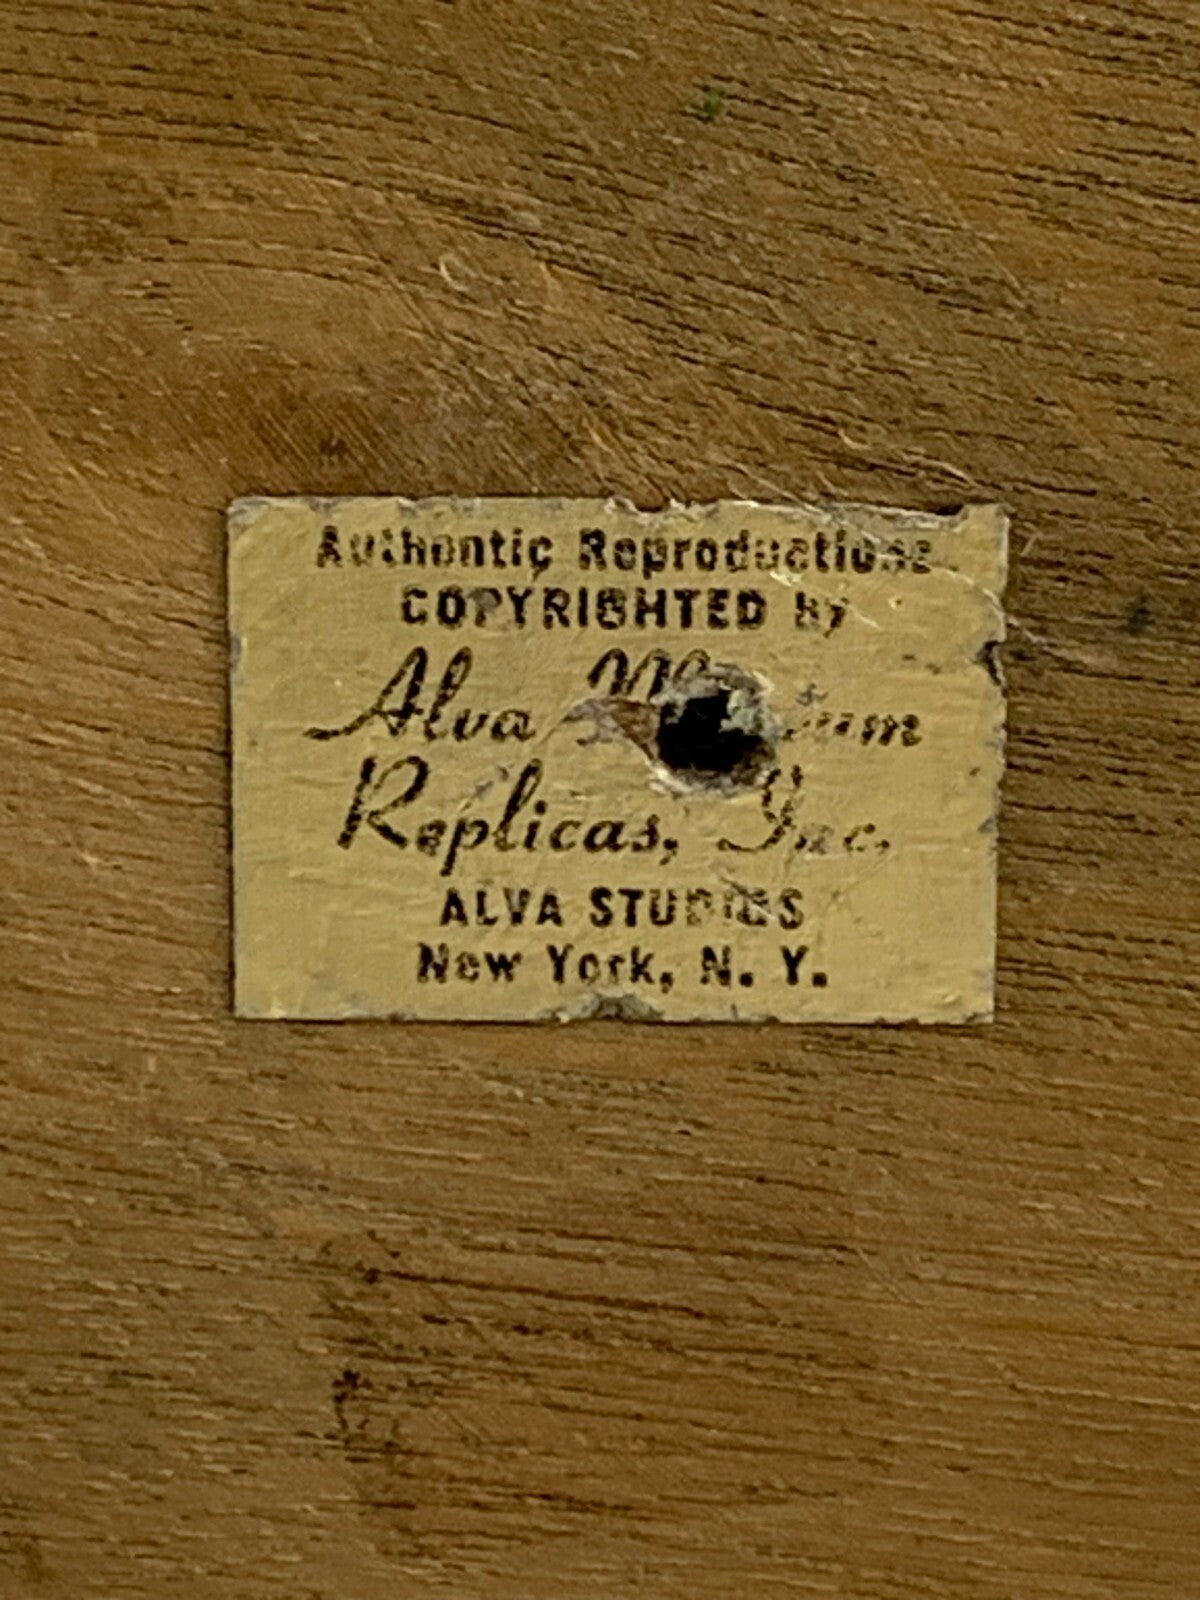 Authentic Reproductions
COPYRIGHTED by
Alva
Replicas, Inc.
ALVA STUDIOS
New York, N. Y.